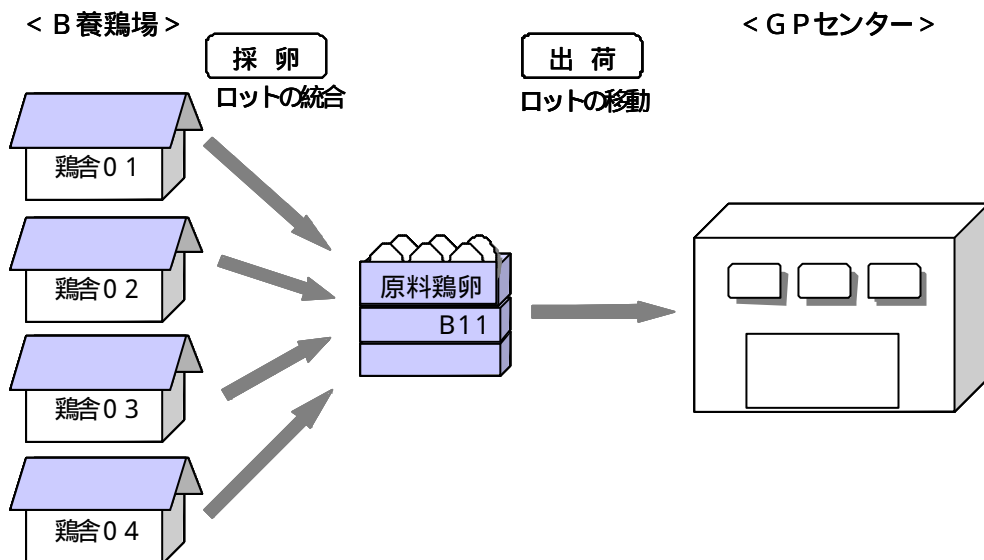 ＜Ｂ養鶏場＞
採 卵
ロットの統合
出 荷
ロットの移動
＜ＧＰセンター＞
鶏舎０１
鶏舎０２
鶏舎０３
鶏舎０４
原料鶏卵
B11